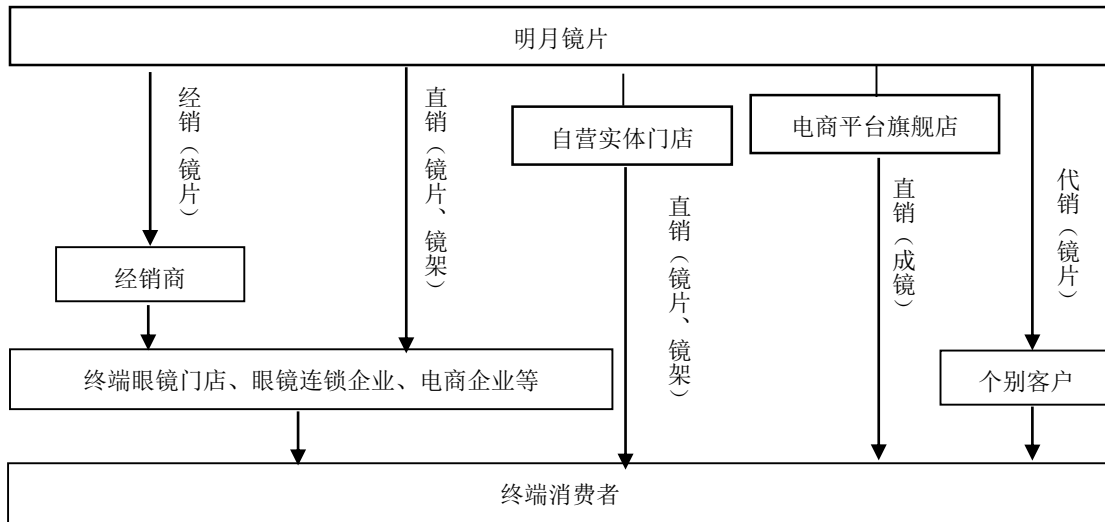 明月镜片
经销（镜片）
直销（镜片、镜架）
自营实体门店
电商平台旗舰店
直销（镜片、镜架）
直销（成镜）
代销（镜片）
经销商
终端眼镜门店、眼镜连锁企业、电商企业等
个别客户
终端消费者